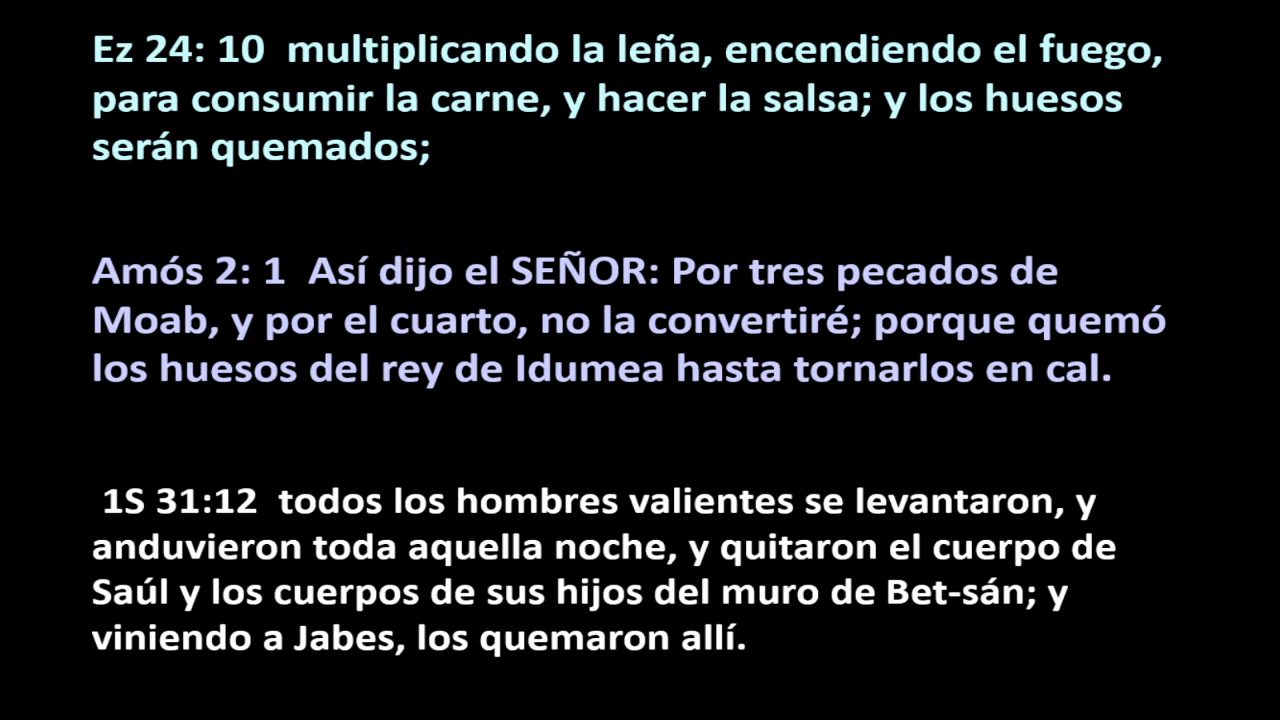 Ez 24: 10  multiplicando la leña, encendiendo el fuego,
para consumir la carne, y hacer la salsa; y los huesos
serán quemados;
Amós 2: 1  Así dijo el SEÑOR: Por tres pecados de
Moab, y por el cuarto, no la convertiré; porque quemó
los huesos del rey de Idumea hasta tornarlos en cal.
1S 31:12  todos los hombres valientes se levantaron, y
anduvieron toda aquella noche, y quitaron el cuerpo de
Saúl y los cuerpos de sus hijos del muro de Bet-sán; y
viniendo a Jabes, los quemaron allí.